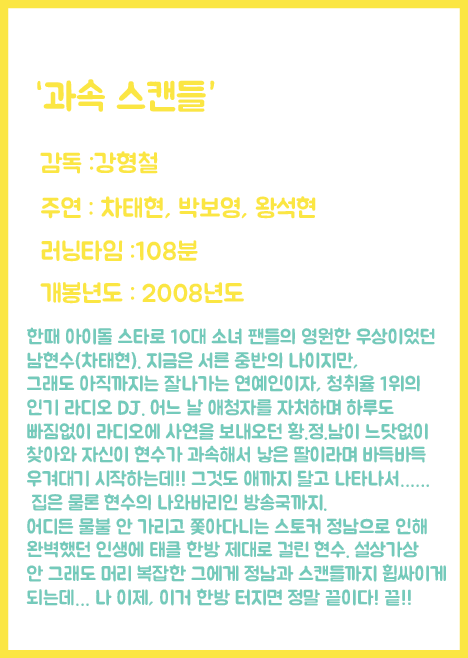 ‘과속 스캔들’
감독 :강형철
주연 : 차태현, 박보영, 왕석현
러닝타임 :108분
개봉년도 : 2008년도
한때 아이돌 스타로 10대 소녀 팬들의 영원한 우상이었던
남현수(차태현). 지금은 서른 중반의 나이지만,
그래도 아직까지는 잘나가는 연예인이자, 청취율 1위의
인기 라디오 DJ. 어느 날 애청자를 자처하며 하루도
빠짐없이 라디오에 사연을 보내오던 황.정.남이 느닷없이
찾아와 자신이 현수가 과속해서 낳은 딸이라며 바득바득
우겨대기 시작하는데!! 그것도 애까지 달고 나타나서......
집은 물론 현수의 나와바리인 방송국까지.
어디든 물불 안 가리고 쫓아다니는 스토커 정남으로 인해
완벽했던 인생에 태클 한방 제대로 걸린 현수. 설상가상
안 그래도 머리 복잡한 그에게 정남과 스캔들까지 휩싸이게
되는데... 나 이제, 이거 한방 터지면 정말 끝이다! 끝!!